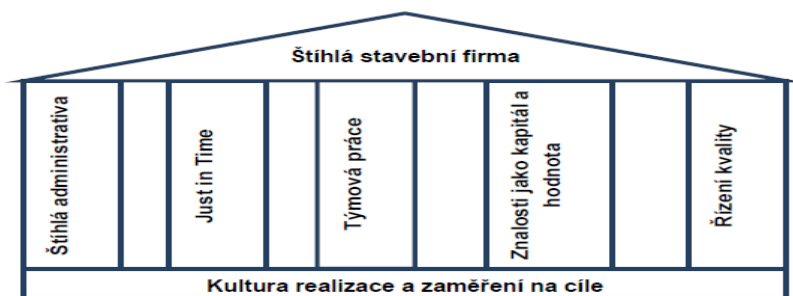 Štíhlá stavební firma
Štíhlá administrativa
Just in Time
Týmová práce
Znalosti jako kapitál a
hodnota
Řízení kvality
Kultura realizace a zaměření na cíle